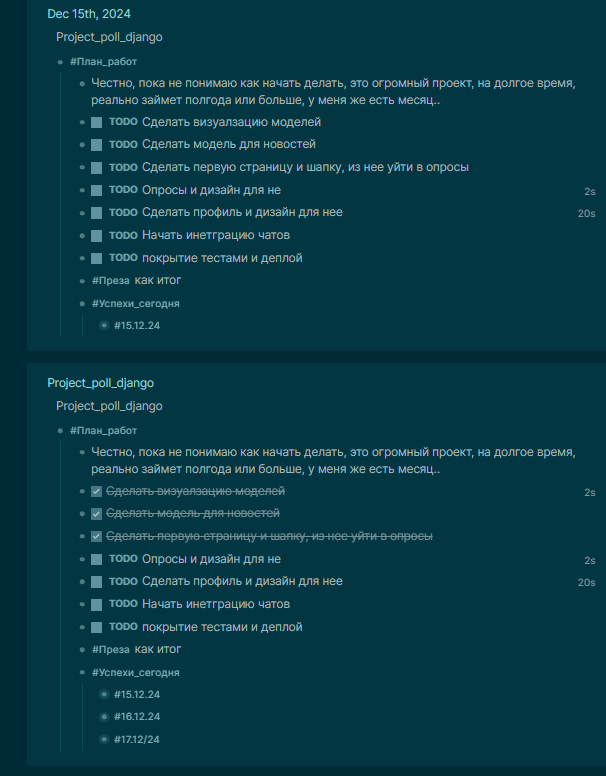 Dec 15th, 2024
Project_poll_django
#План_работ
Честно, пока не понимаю как начать делать, это огромный проект, на долгое время,
реально займет полгода или больше, у меня же есть месяц..
TODO Сделать визуалзацию моделей
TODO Сделать модель для новостей
TODO Сделать первую страницу и шапку, из нее уйти в опросы
TODO Опросы и дизайн для не 2s
TODO Сделать профиль и дизайн для нее 20s
TODO Начать инетграцию чатов
TODO покрытие тестами и деплой
#Преза как итог
#Успехи_сегодня
#15.12.24
Project_poll_django
Project_poll_django
#План_работ
Честно, пока не понимаю как начать делать, это огромный проект, на долгое время,
реально займет полгода или больше, у меня же есть месяц..
Сделать визуалзацию моделей 2s
Сделать модель для новостей
Сделать первую страницу и шапку, из нее уйти в опросы
TODO Опросы и дизайн для не 2s
TODO Сделать профиль и дизайн для нее 20s
TODO Начать инетграцию чатов
TODO покрытие тестами и деплой
#Преза как итог
#Успехи_сегодня
#15.12.24
#16.12.24
#17.12/24